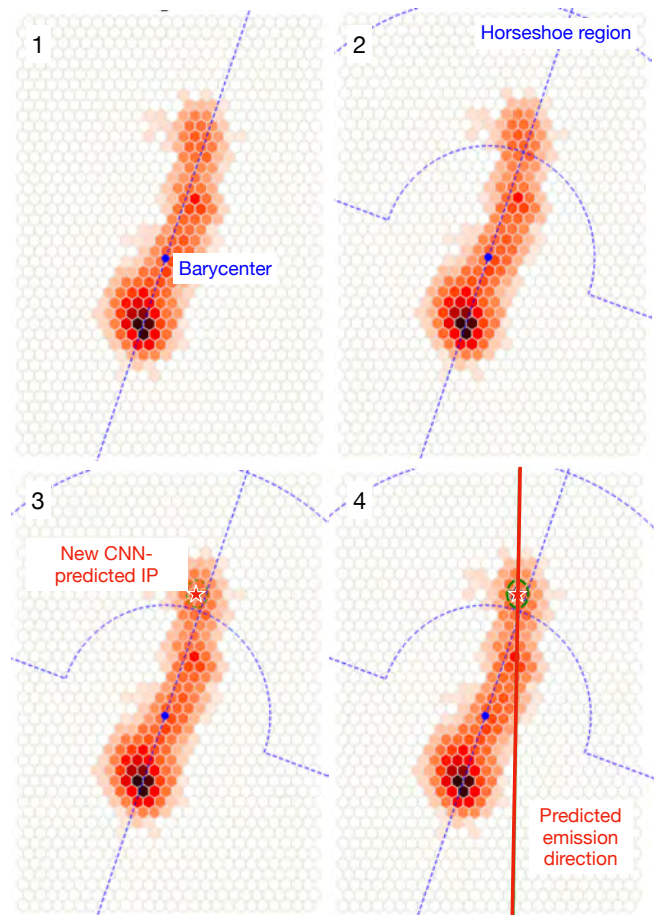 1
Barycenter
2
Horseshoe region
3
New CNN-
predicted IP
4
Predicted
emission
direction